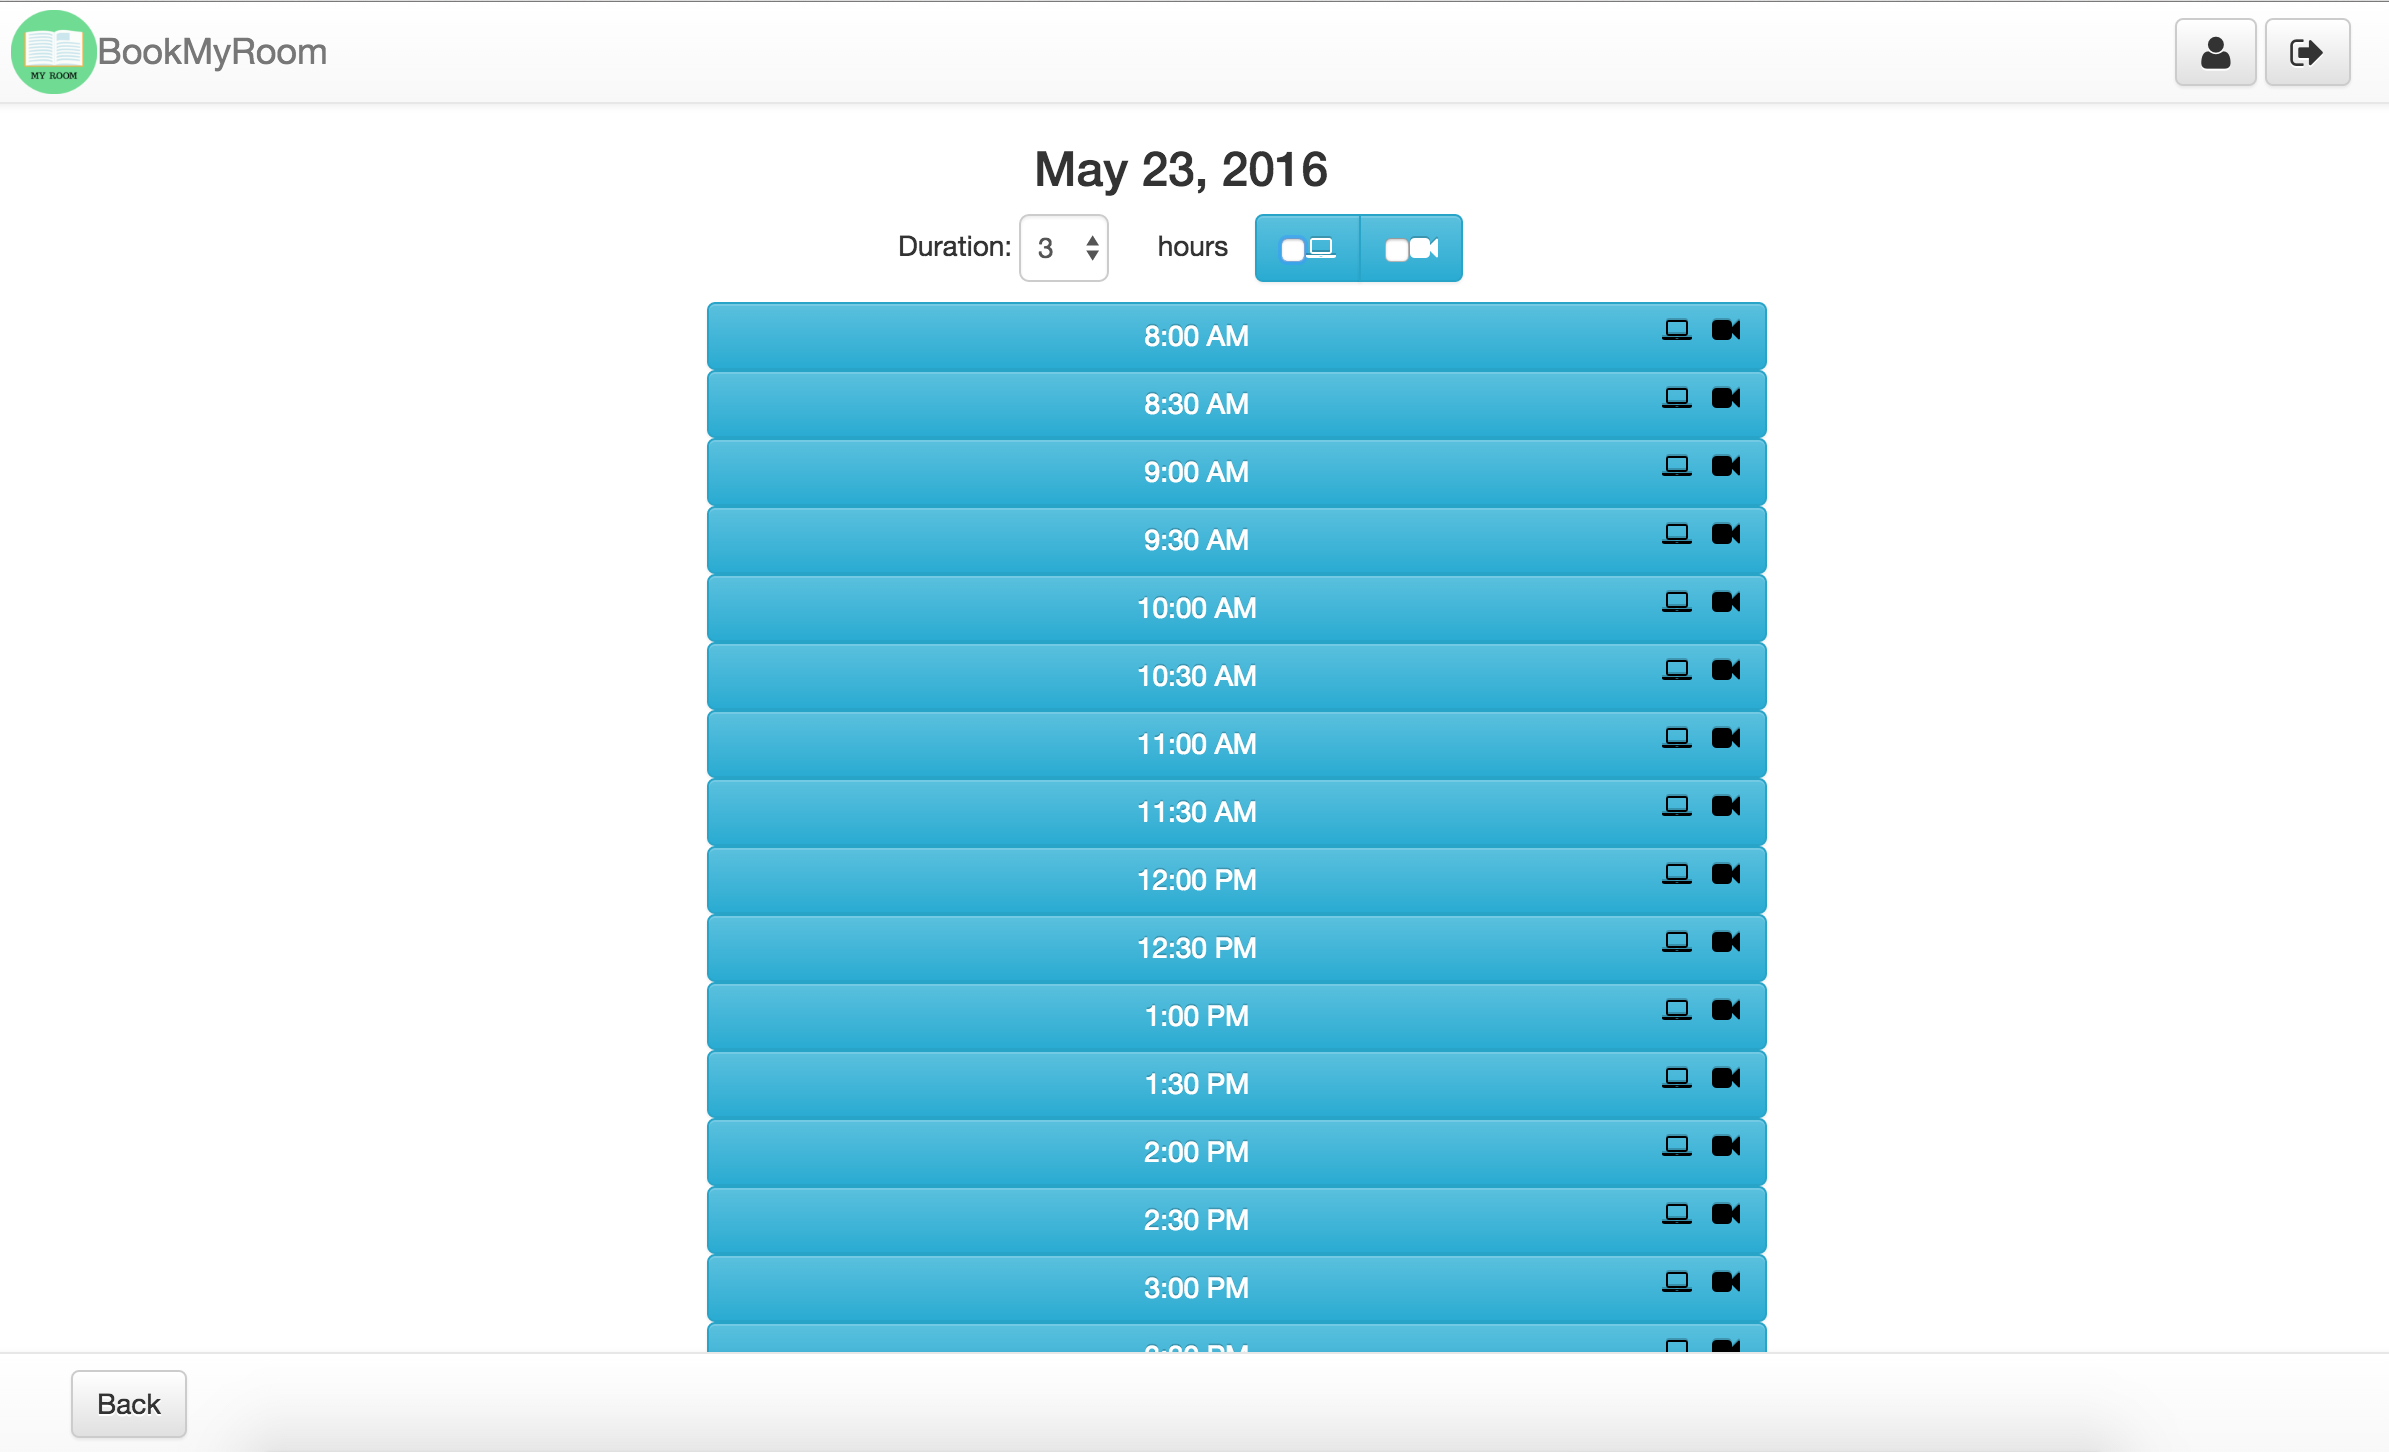 MY ROOM
BookMyRoom
May 23, 2016
Duration: 3 hours
8:00 AM
8:30 AM
9:00 AM
9:30 AM
10:00 AM
10:30 AM
11:00 AM
11:30 AM
12:00 PM
12:30 PM
1:00 PM
1:30 PM
2:00 PM
2:30 PM
3:00 PM
Back